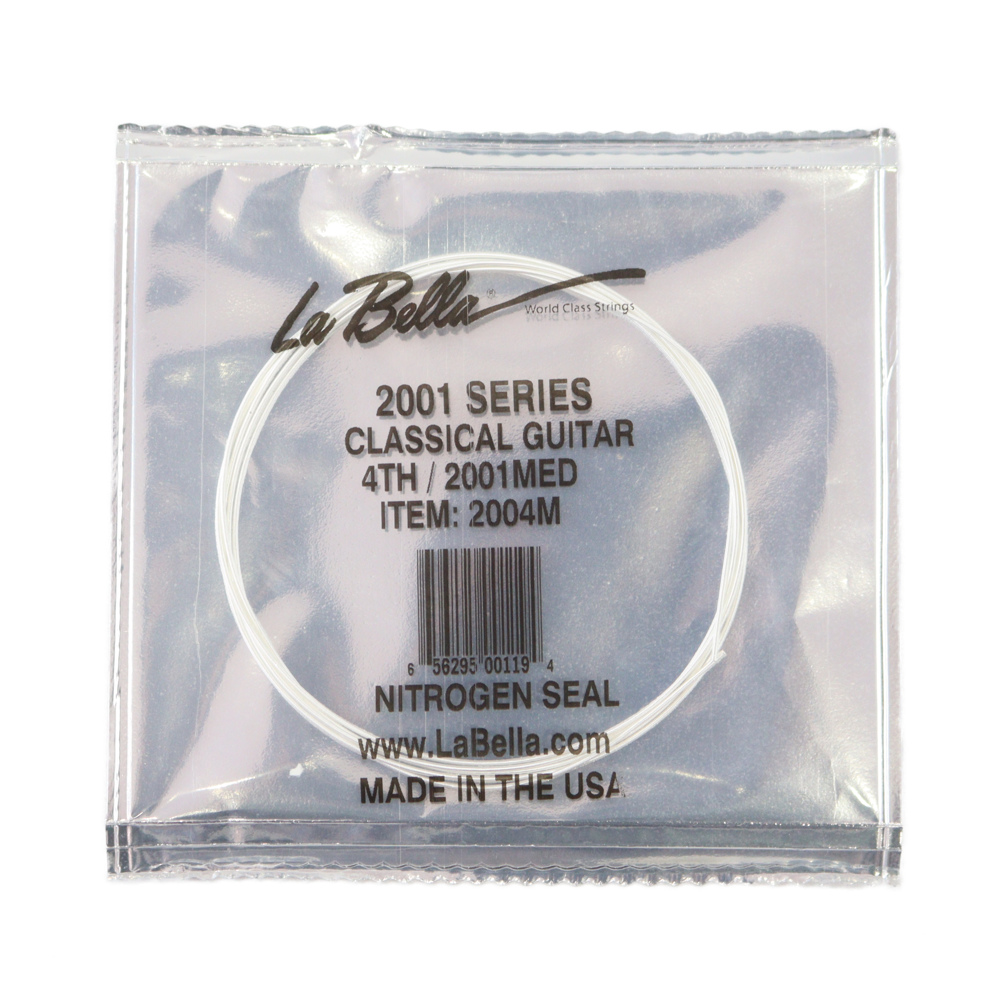 La Bella® World Class Strings
2001 SERIES
CLASSICAL GUITAR
4TH / 2001MED
ITEM: 2004M
6 56295 00119 4
NITROGEN SEAL
www.LaBella.com
MADE IN THE USA